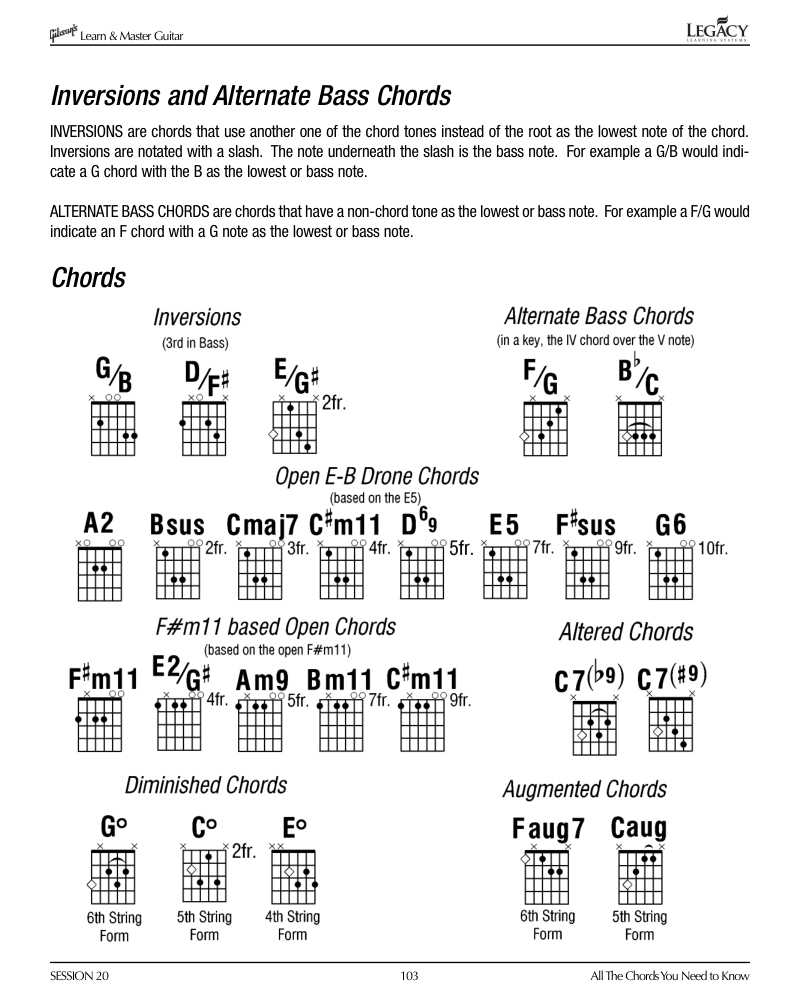 Gibson's Learn & Master Guitar
LEGACY
LEARNING SYSTEMS
Inversions and Alternate Bass Chords
INVERSIONS are chords that use another one of the chord tones instead of the root as the lowest note of the chord.
Inversions are notated with a slash. The note underneath the slash is the bass note. For example a G/B would indi-
cate a G chord with the B as the lowest or bass note.
ALTERNATE BASS CHORDS are chords that have a non-chord tone as the lowest or bass note. For example a F/G would
indicate an F chord with a G note as the lowest or bass note.
Chords
Inversions
(3rd in Bass)
G/B D/F♯ E/G♯
2fr.
Alternate Bass Chords
(in a key, the IV chord over the V note)
F/G B♭/C
Open E-B Drone Chords
(based on the E5)
A2 Bsus Cmaj7 C♯m11 D69 E5 F♯sus G6
2fr. 3fr. 4fr. 5fr. 7fr. 9fr. 10fr.
F#m11 based Open Chords
(based on the open F#m11)
F♯m11 E2/G♯ Am9 Bm11 C♯m11
4fr. 5fr. 7fr. 9fr.
Altered Chords
C7(♭9) C7(♯9)
Diminished Chords
G° C° E°
2fr.
6th String 5th String 4th String
Form Form Form
Augmented Chords
Faug7 Caug
6th String 5th String
Form Form
SESSION 20 103 All The Chords You Need to Know